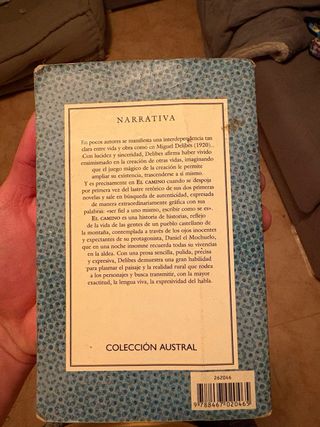 NARRATIVA
En pocos autores se manifiesta una interdependencia tan
clara entre vida y obra como en Miguel Delibes (1920).
Con lucidez y sinceridad, Delibes afirma haber vivido
ensimismado en la creación de otras vidas, imaginando
que el juego mágico de la creación le permite
ampliar su existencia, trascenderse a sí mismo.
Y es precisamente en EL CAMINO cuando se despoja
por primera vez del lastre retórico de sus dos primeras
novelas y sale en búsqueda de autenticidad, expresada
de manera extraordinariamente gráfica con sus
palabras: «ser fiel a uno mismo, escribir como se es».
EL CAMINO es una historia de historias, reflejo
de la vida de las gentes de un pueblo castellano de
la montaña, contemplada a través de los ojos inocentes
y expectantes de su protagonista, Daniel el Mochuelo,
que en una noche insomne recuerda todas su vivencias
en la aldea. Con una prosa sencilla, pulida, precisa
y expresiva, Delibes demuestra una gran habilidad
para plasmar el paisaje y la realidad rural que rodea
a los personajes y busca transmitir, con la mayor
exactitud, la lengua viva, la expresividad del habla.
COLECCIÓN AUSTRAL
262046
9 788467 020465